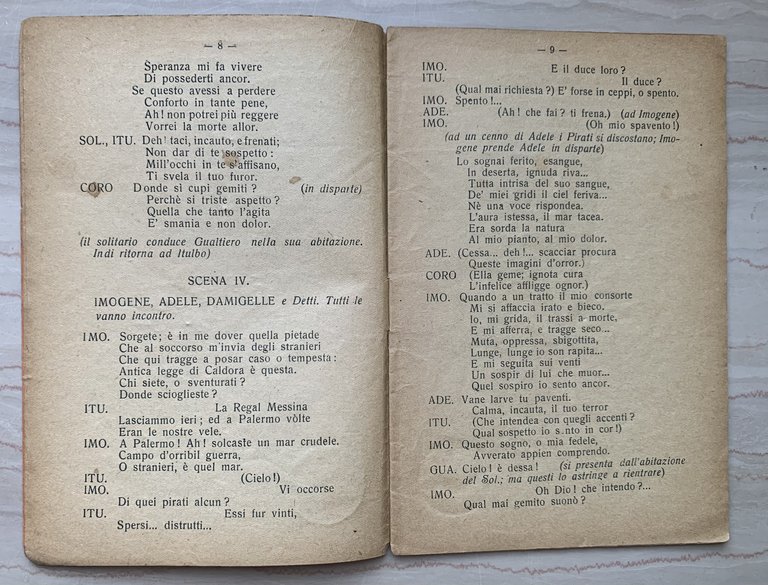 — 8 —
Speranza mi fa vivere
Di possederti ancor.
Se questo avessi a perdere
Conforto in tante pene,
Ah! non potrei più reggere
Vorrei la morte allor.
SOL., ITU. Deh! taci, incauto, e frenati;
Non dar di te sospetto:
Mill'occhi in te s'affisano,
Ti svela il tuo furor.
CORO Donde sì cupi gemiti? (in disparte)
Perchè sì triste aspetto?
Quella che tanto l'agita
E' smania e non dolor.
(il solitario conduce Gualtiero nella sua abitazione.
Indi ritorna ad Itulbo)
SCENA IV.
IMOGENE, ADELE, DAMIGELLE e Detti. Tutti le
vanno incontro.
IMO. Sorgete; è in me dover quella pietade
Che al soccorso m'invia degli stranieri
Che qui tragge a posar caso o tempesta:
Antica legge di Caldora è questa.
Chi siete, o sventurati?
Donde scioglieste?
ITU. La Regal Messina
Lasciammo ieri; ed a Palermo vòlte
Eran le nostre vele.
IMO. A Palermo! Ah! solcaste un mar crudele.
Campo d'orribil guerra,
O stranieri, è quel mar.
ITU. (Cielo!)
IMO. Vi occorse
Di quei pirati alcun?
ITU. Essi fur vinti,
Spersi... distrutti...
— 9 —
IMO. E il duce loro?
ITU. Il duce?
(Qual mai richiesta?) E' forse in ceppi, o spento.
IMO. Spento!...
ADE. (Ah! che fai? ti frena.) (ad Imogene)
IMO. (Oh mio spavento!)
(ad un cenno di Adele i Pirati si discostano; Imo-
gene prende Adele in disparte)
Lo sognai ferito, esangue,
In deserta, ignuda riva...
Tutta intrisa del suo sangue,
De' miei gridi il ciel feriva...
Nè una voce rispondea.
L'aura istessa, il mar tacea.
Era sorda la natura
Al mio pianto, al mio dolor.
ADE. (Cessa... deh!... scacciar procura
Queste imagini d'orror.)
CORO (Ella geme; ignota cura
L'infelice affligge ognor.)
IMO. Quando a un tratto il mio consorte
Mi si affaccia irato e bieco.
Io, mi grida, il trassi a morte,
E mi afferra, e tragge seco...
Muta, oppressa, sbigottita,
Lunge, lunge io son rapita...
E mi seguita sui venti
Un sospir di lui che muor...
Quel sospiro io sento ancor.
ADE. Vane larve tu paventi.
Calma, incauta, il tuo terror
ITU. (Che intendea con quegli accenti?
Qual sospetto io s.nto in cor!)
IMO. Questo sogno, o mia fedele,
Avverato appien comprendo.
GUA. Cielo! è dessa! (si presenta dall'abitazione
del Sol.; ma questi lo astringe a rientrare)
IMO. Oh Dio! che intendo?...
Qual mai gemito suonò?